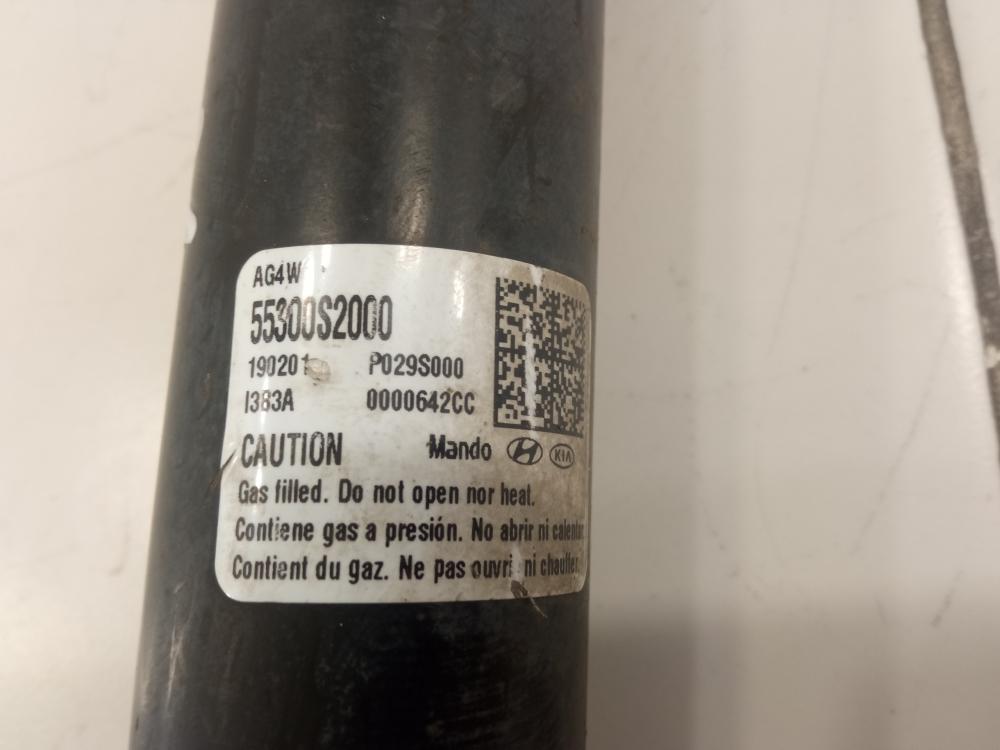 AG4W
55300S2000
190201 P029S000
I383A 0000642CC
CAUTION Mando KIA
Gas filled. Do not open nor heat.
Contiene gas a presión. No abrir ni calentar.
Contient du gaz. Ne pas ouvrir ni chauffer.